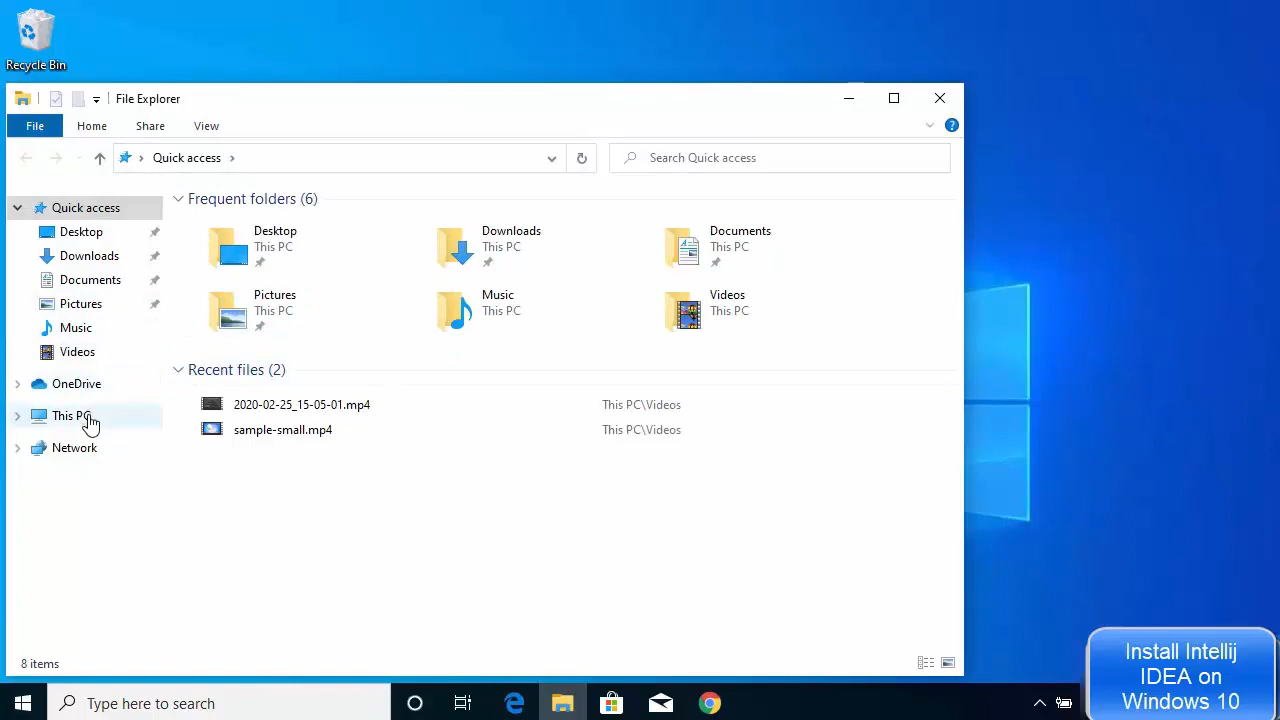 Recycle Bin
File Explorer
File Home Share View
Quick access
Search Quick access
Quick access
Desktop
Downloads
Documents
Pictures
Music
Videos
OneDrive
This PC
Network
Frequent folders (6)
Desktop
This PC
Downloads
This PC
Documents
This PC
Pictures
This PC
Music
This PC
Videos
This PC
Recent files (2)
2020-02-25_15-05-01.mp4 This PC\Videos
sample-small.mp4 This PC\Videos
8 items
Type here to search
Install Intellij
IDEA on
Windows 10